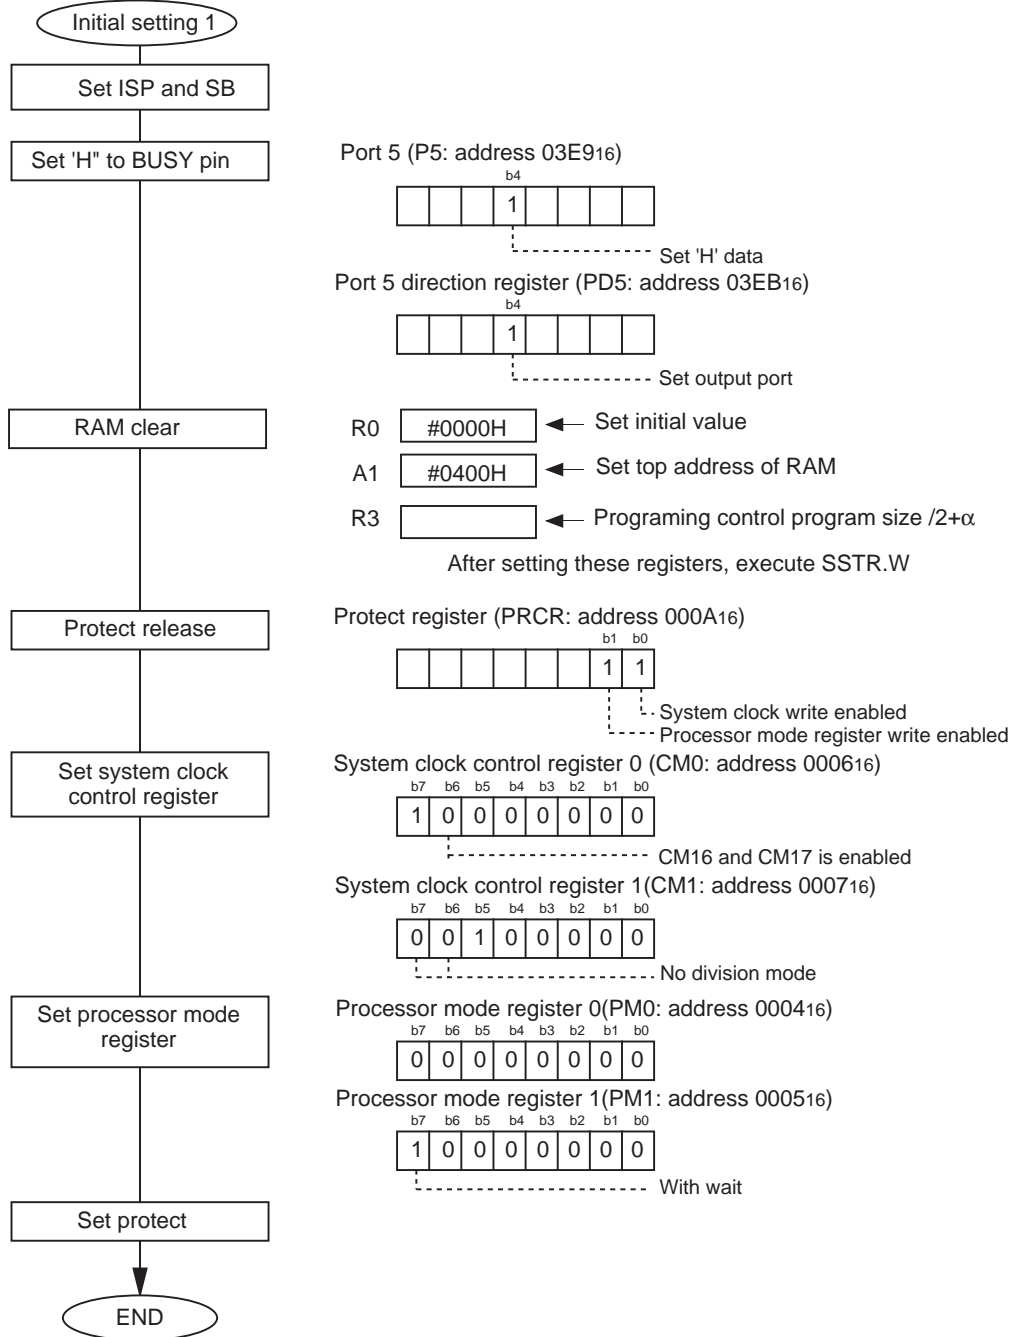 Initial setting 1
Set ISP and SB
Set 'H" to BUSY pin
Port 5 (P5: address 03E916)
b4
1
Set 'H' data
Port 5 direction register (PD5: address 03EB16)
b4
1
Set output port
RAM clear
R0 #0000H Set initial value
A1 #0400H Set top address of RAM
R3 Programing control program size /2+α
After setting these registers, execute SSTR.W
Protect release
Protect register (PRCR: address 000A16)
b1 b0
1 1
System clock write enabled
Processor mode register write enabled
Set system clock
control register
System clock control register 0 (CM0: address 000616)
b7 b6 b5 b4 b3 b2 b1 b0
1 0 0 0 0 0 0 0
CM16 and CM17 is enabled
System clock control register 1(CM1: address 000716)
b7 b6 b5 b4 b3 b2 b1 b0
0 0 1 0 0 0 0 0
No division mode
Set processor mode
register
Processor mode register 0(PM0: address 000416)
b7 b6 b5 b4 b3 b2 b1 b0
0 0 0 0 0 0 0 0
Processor mode register 1(PM1: address 000516)
b7 b6 b5 b4 b3 b2 b1 b0
1 0 0 0 0 0 0 0
With wait
Set protect
END